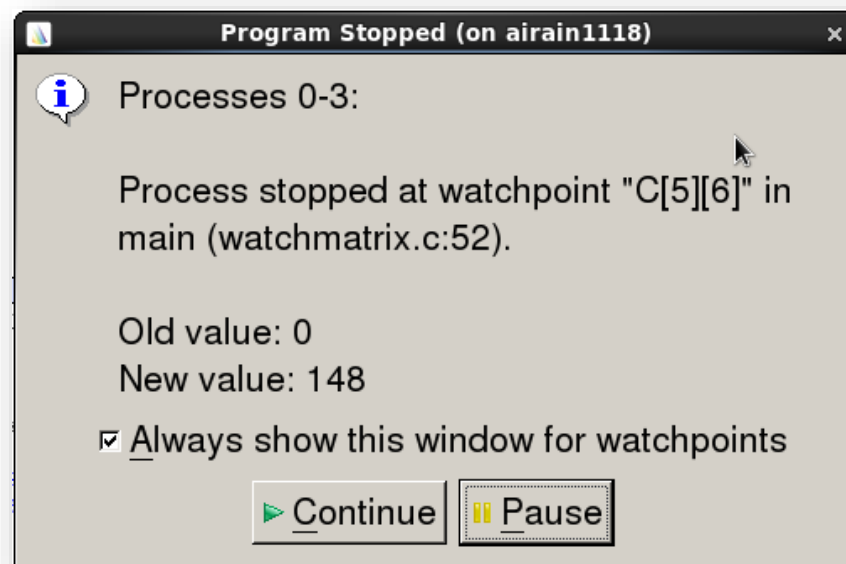 Program Stopped (on airain1118)
Processes 0-3:
Process stopped at watchpoint "C[5][6]" in
main (watchmatrix.c:52).
Old value: 0
New value: 148
Always show this window for watchpoints
Continue
Pause